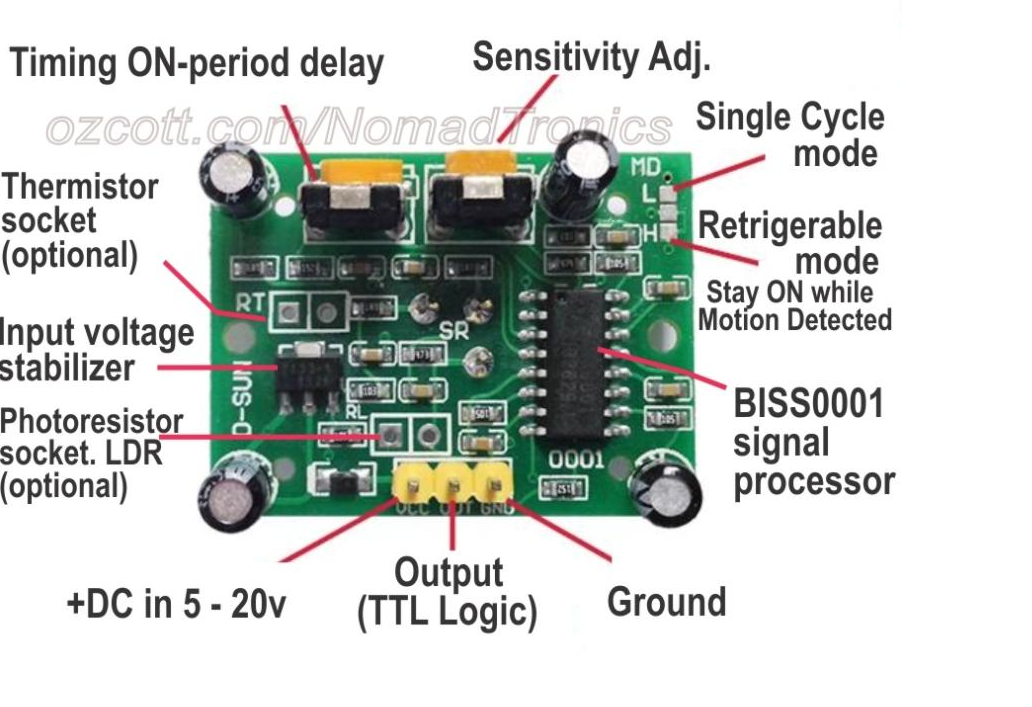 Timing ON-period delay
Sensitivity Adj.
ozcott.com/NomadTronics
Single Cycle
mode
Thermistor
socket
(optional)
Retrigerable
mode
Stay ON while
Motion Detected
Input voltage
stabilizer
Photoresistor
socket. LDR
(optional)
BISS0001
signal
processor
+DC in 5 - 20v
Output
(TTL Logic)
Ground
MD
L
H
RT
SR
D-SUN
RL
0001
VCC OUT GND